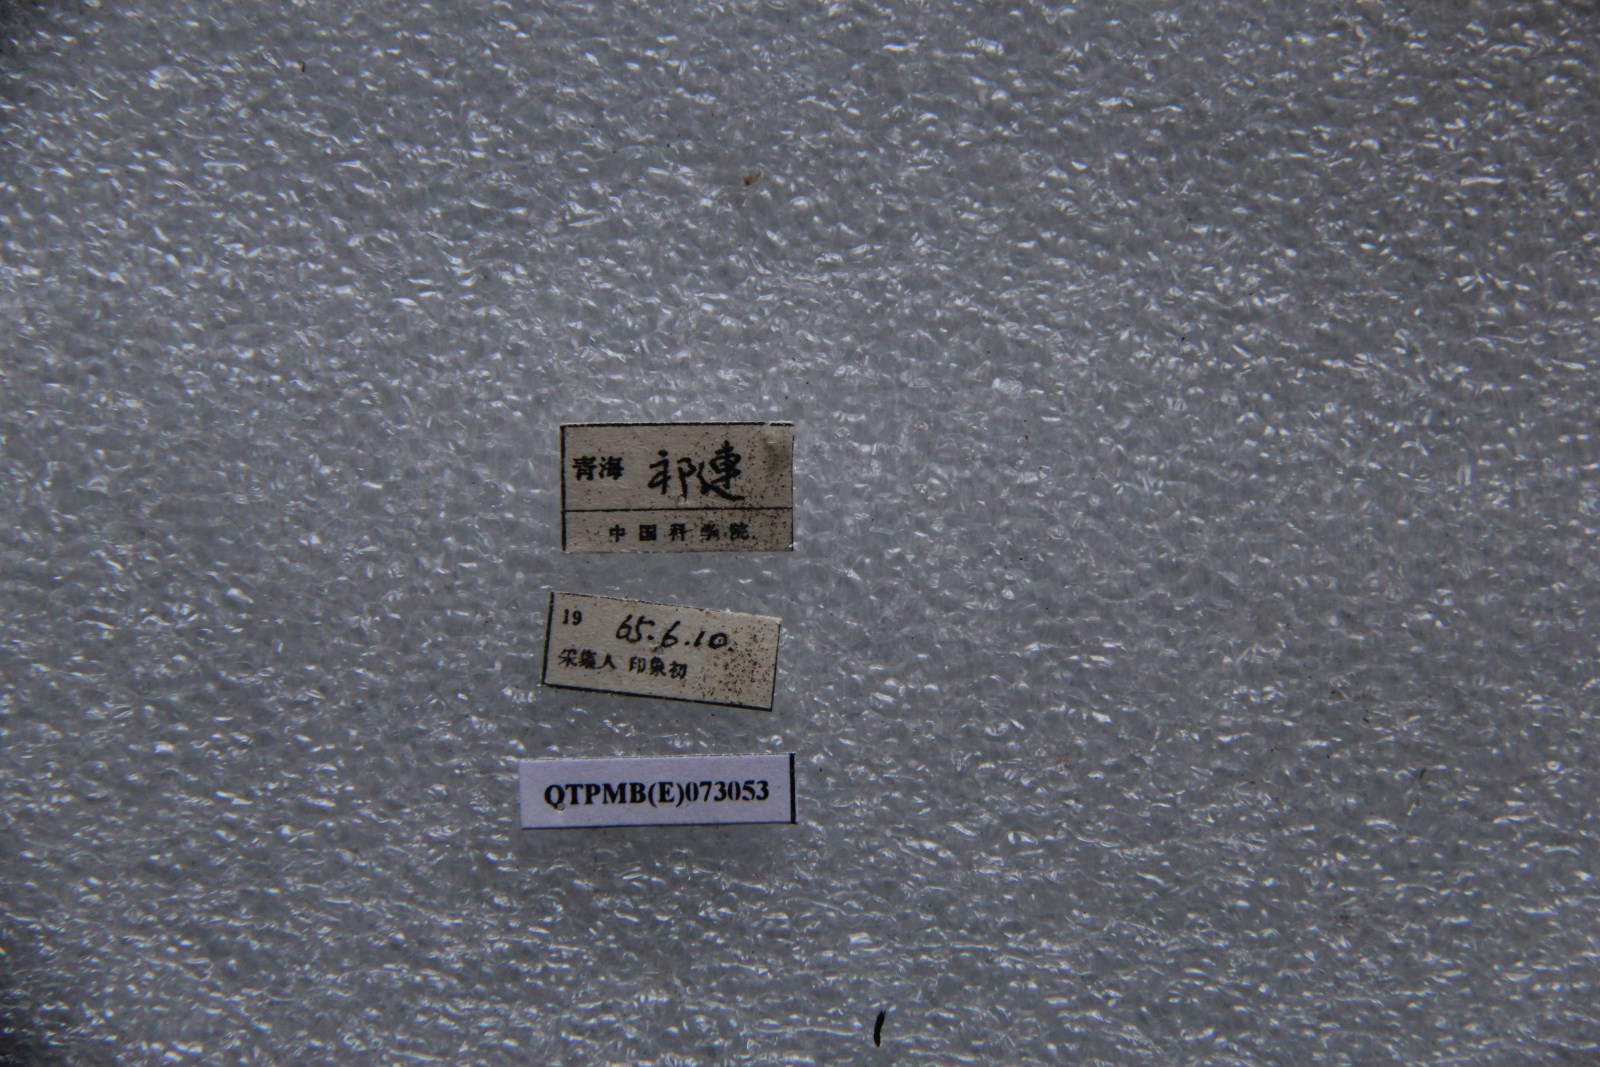 青海 祁連
中国科学院
19 65.6.10.
采集人 印象初
QTPMB(E)073053